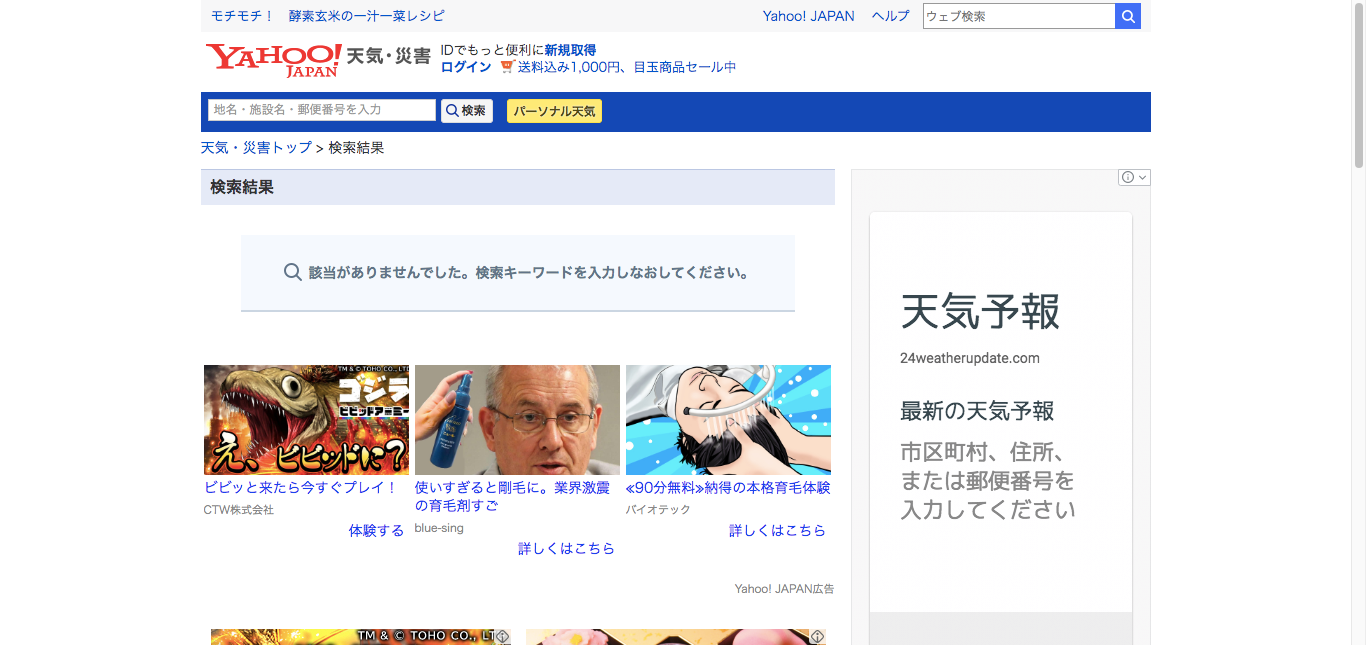 モチモチ！ 酵素玄米の一汁一菜レシピ
Yahoo! JAPAN ヘルプ ウェブ検索
YAHOO! JAPAN 天気・災害
IDでもっと便利に新規取得
ログイン 送料込み1,000円、目玉商品セール中
地名・施設名・郵便番号を入力 検索 パーソナル天気
天気・災害トップ > 検索結果
検索結果
該当がありませんでした。検索キーワードを入力しなおしてください。
TM & © TOHO CO., LTD
ゴジラ
ビビッドアーミー
え、ビビッドに？
ビビッと来たら今すぐプレイ！
CTW株式会社
体験する
使いすぎると剛毛に。業界激震
の育毛剤すご
blue-sing
詳しくはこちら
≪90分無料≫納得の本格育毛体験
バイオテック
詳しくはこちら
Yahoo! JAPAN広告
TM & © TOHO CO., LT
天気予報
24weatherupdate.com
最新の天気予報
市区町村、住所、
または郵便番号を
入力してください